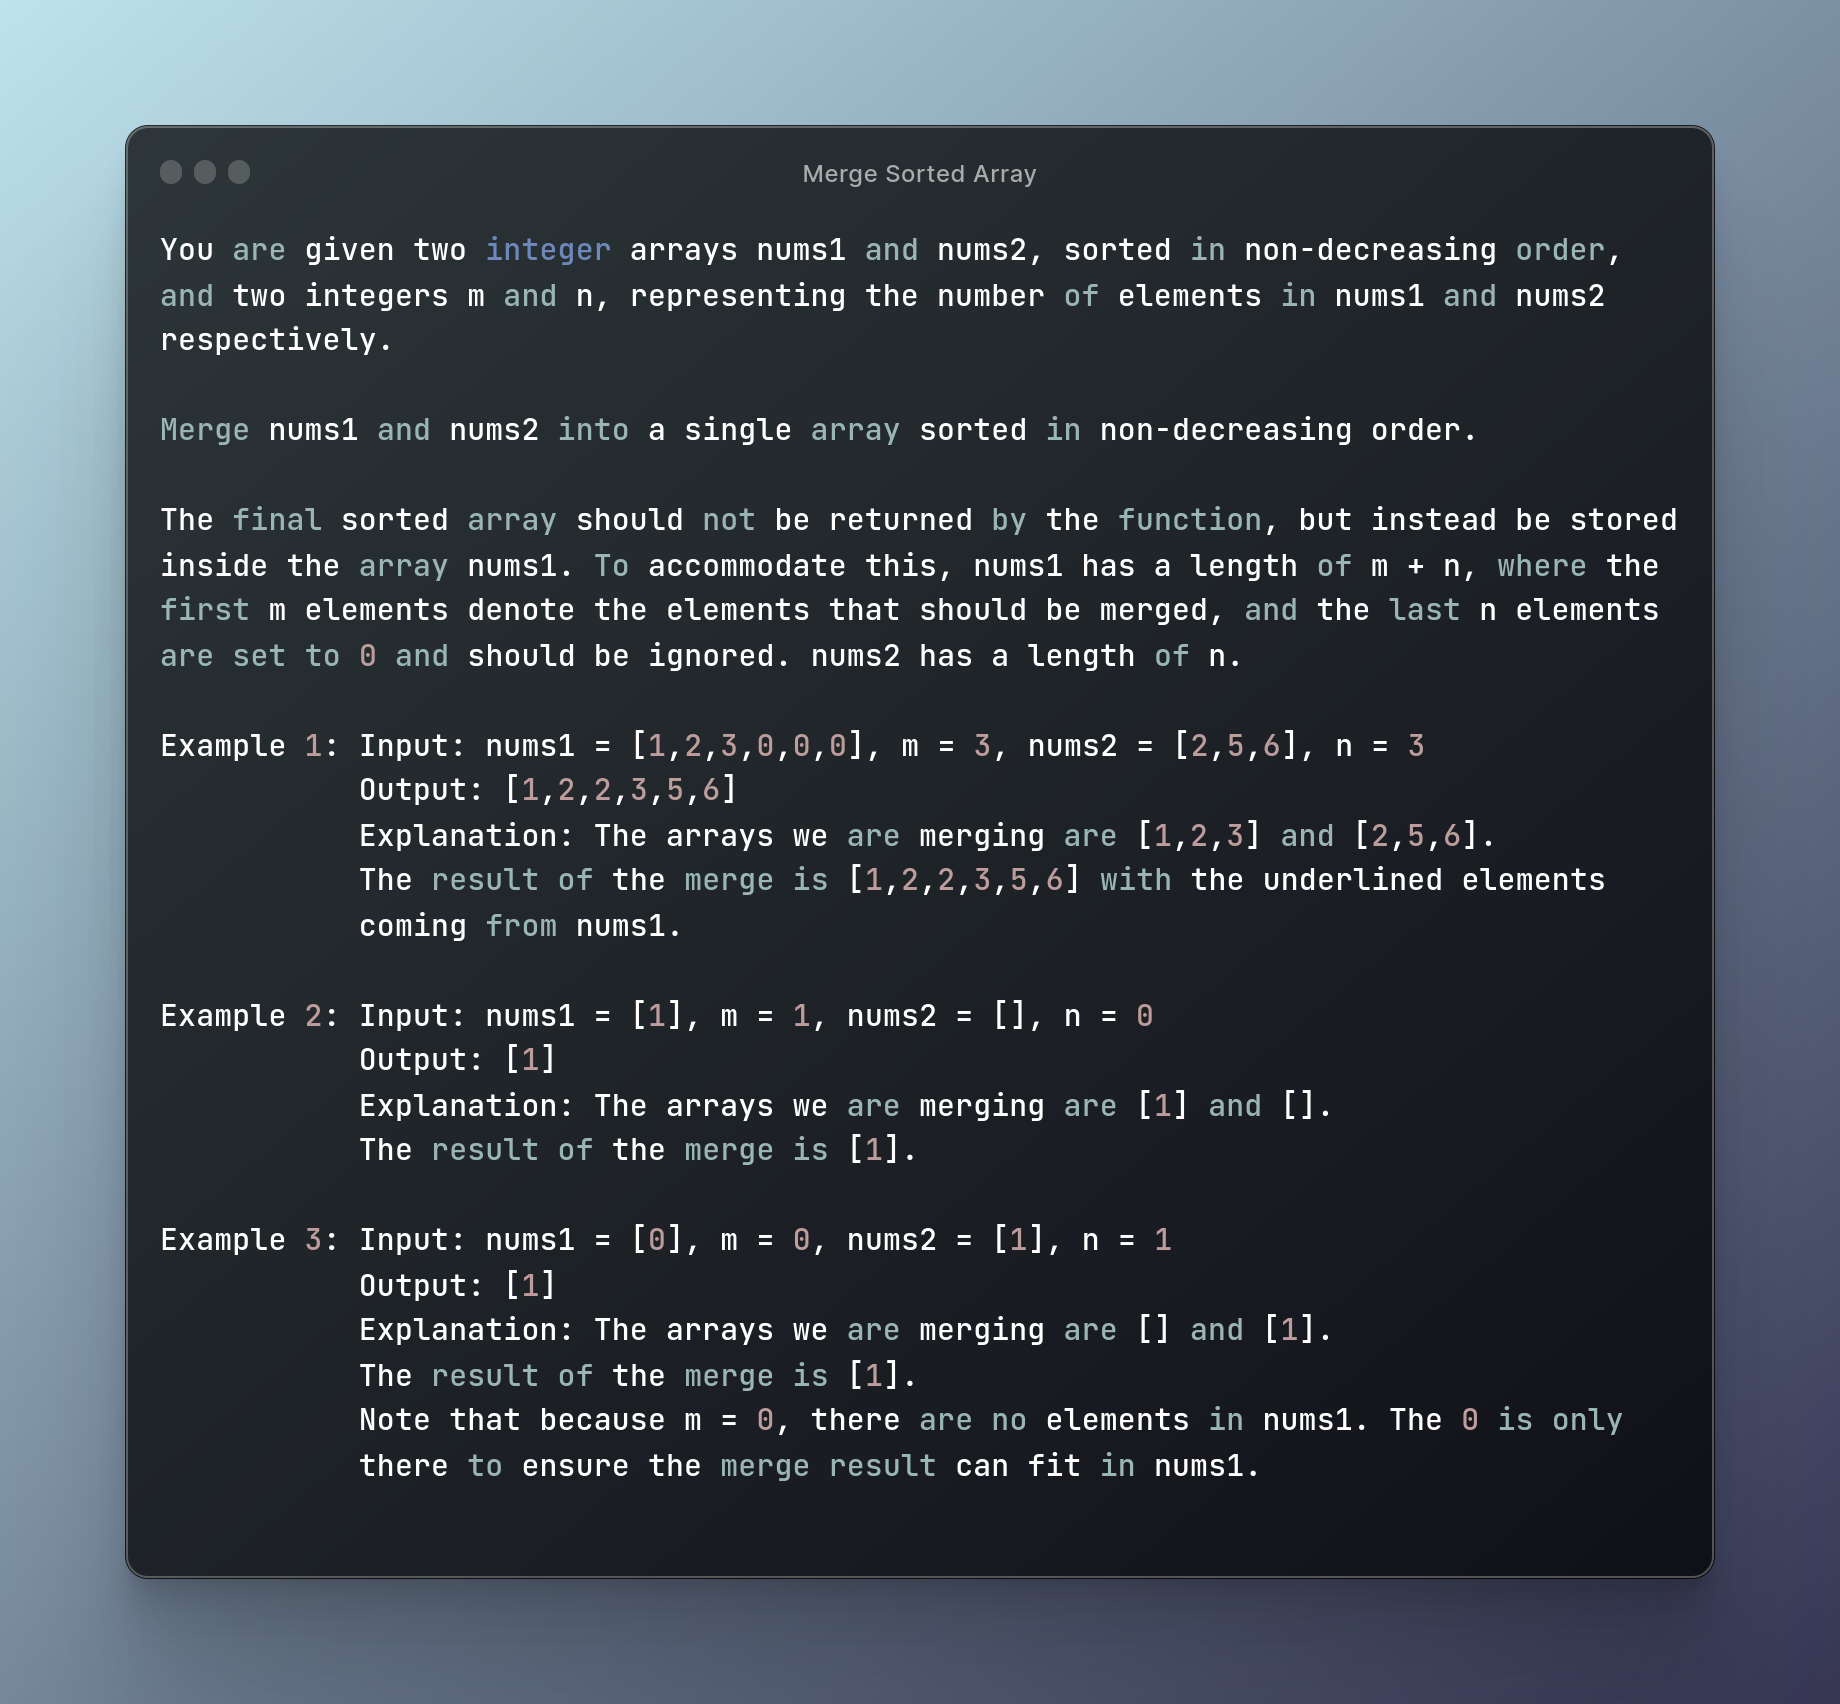 Merge Sorted Array
You are given two integer arrays nums1 and nums2, sorted in non-decreasing order,
and two integers m and n, representing the number of elements in nums1 and nums2
respectively.
Merge nums1 and nums2 into a single array sorted in non-decreasing order.
The final sorted array should not be returned by the function, but instead be stored
inside the array nums1. To accommodate this, nums1 has a length of m + n, where the
first m elements denote the elements that should be merged, and the last n elements
are set to 0 and should be ignored. nums2 has a length of n.
Example 1: Input: nums1 = [1,2,3,0,0,0], m = 3, nums2 = [2,5,6], n = 3
Output: [1,2,2,3,5,6]
Explanation: The arrays we are merging are [1,2,3] and [2,5,6].
The result of the merge is [1,2,2,3,5,6] with the underlined elements
coming from nums1.
Example 2: Input: nums1 = [1], m = 1, nums2 = [], n = 0
Output: [1]
Explanation: The arrays we are merging are [1] and [].
The result of the merge is [1].
Example 3: Input: nums1 = [0], m = 0, nums2 = [1], n = 1
Output: [1]
Explanation: The arrays we are merging are [] and [1].
The result of the merge is [1].
Note that because m = 0, there are no elements in nums1. The 0 is only
there to ensure the merge result can fit in nums1.